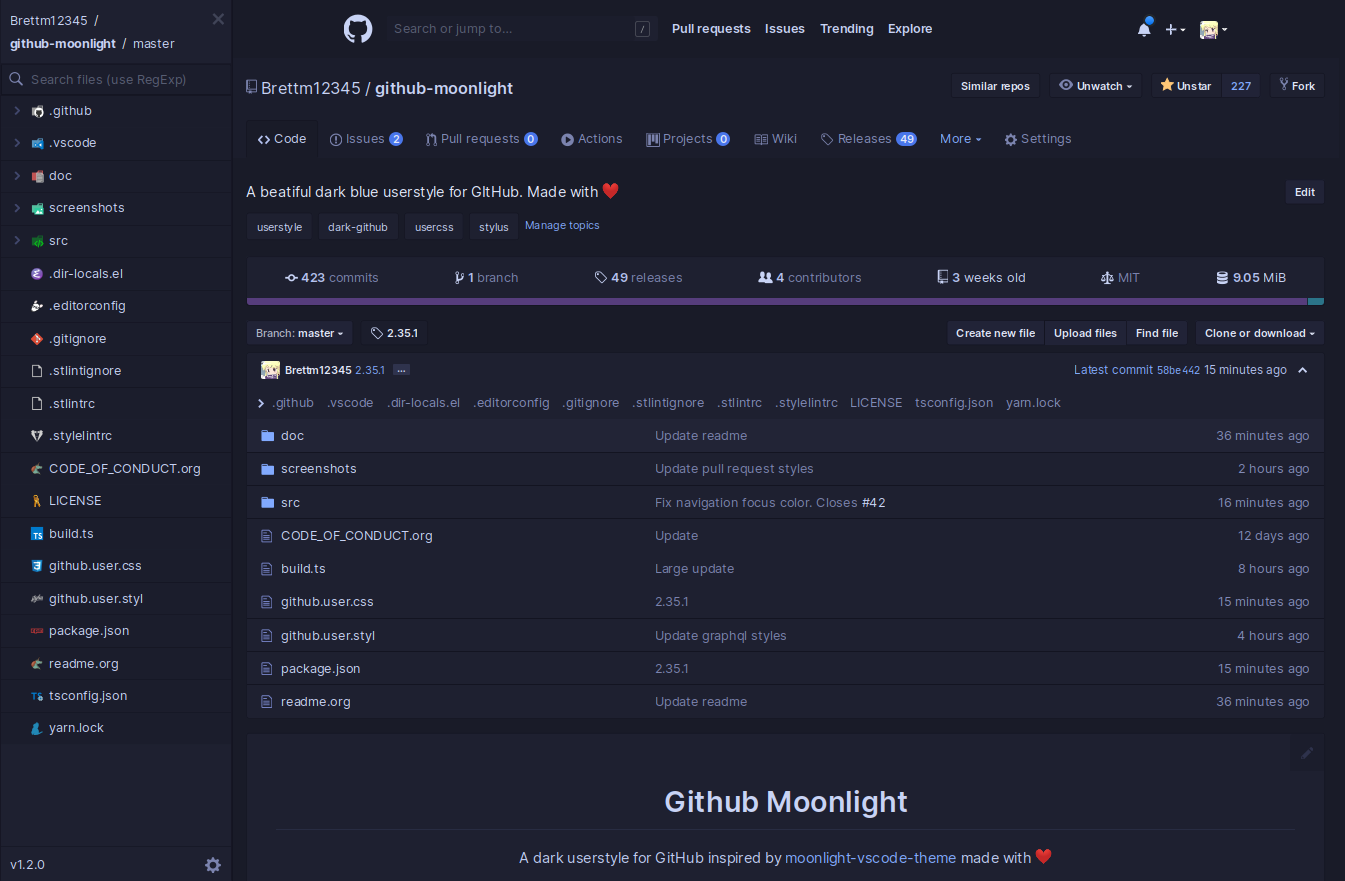 Brettm12345 /
github-moonlight / master
Search files (use RegExp)
.github
.vscode
doc
screenshots
src
.dir-locals.el
.editorconfig
.gitignore
.stlintignore
.stlintrc
.stylelintrc
CODE_OF_CONDUCT.org
LICENSE
build.ts
github.user.css
github.user.styl
package.json
readme.org
tsconfig.json
yarn.lock
v1.2.0
Search or jump to... / Pull requests Issues Trending Explore
Brettm12345 / github-moonlight Similar repos Unwatch Unstar 227 Fork
Code Issues 2 Pull requests 0 Actions Projects 0 Wiki Releases 49 More Settings
A beatiful dark blue userstyle for GItHub. Made with ❤️ Edit
userstyle dark-github usercss stylus Manage topics
423 commits 1 branch 49 releases 4 contributors 3 weeks old MIT 9.05 MiB
Branch: master 2.35.1 Create new file Upload files Find file Clone or download
Brettm12345 2.35.1 ... Latest commit 58be442 15 minutes ago
.github .vscode .dir-locals.el .editorconfig .gitignore .stlintignore .stlintrc .stylelintrc LICENSE tsconfig.json yarn.lock
doc Update readme 36 minutes ago
screenshots Update pull request styles 2 hours ago
src Fix navigation focus color. Closes #42 16 minutes ago
CODE_OF_CONDUCT.org Update 12 days ago
build.ts Large update 8 hours ago
github.user.css 2.35.1 15 minutes ago
github.user.styl Update graphql styles 4 hours ago
package.json 2.35.1 15 minutes ago
readme.org Update readme 36 minutes ago
Github Moonlight
A dark userstyle for GitHub inspired by moonlight-vscode-theme made with ❤️